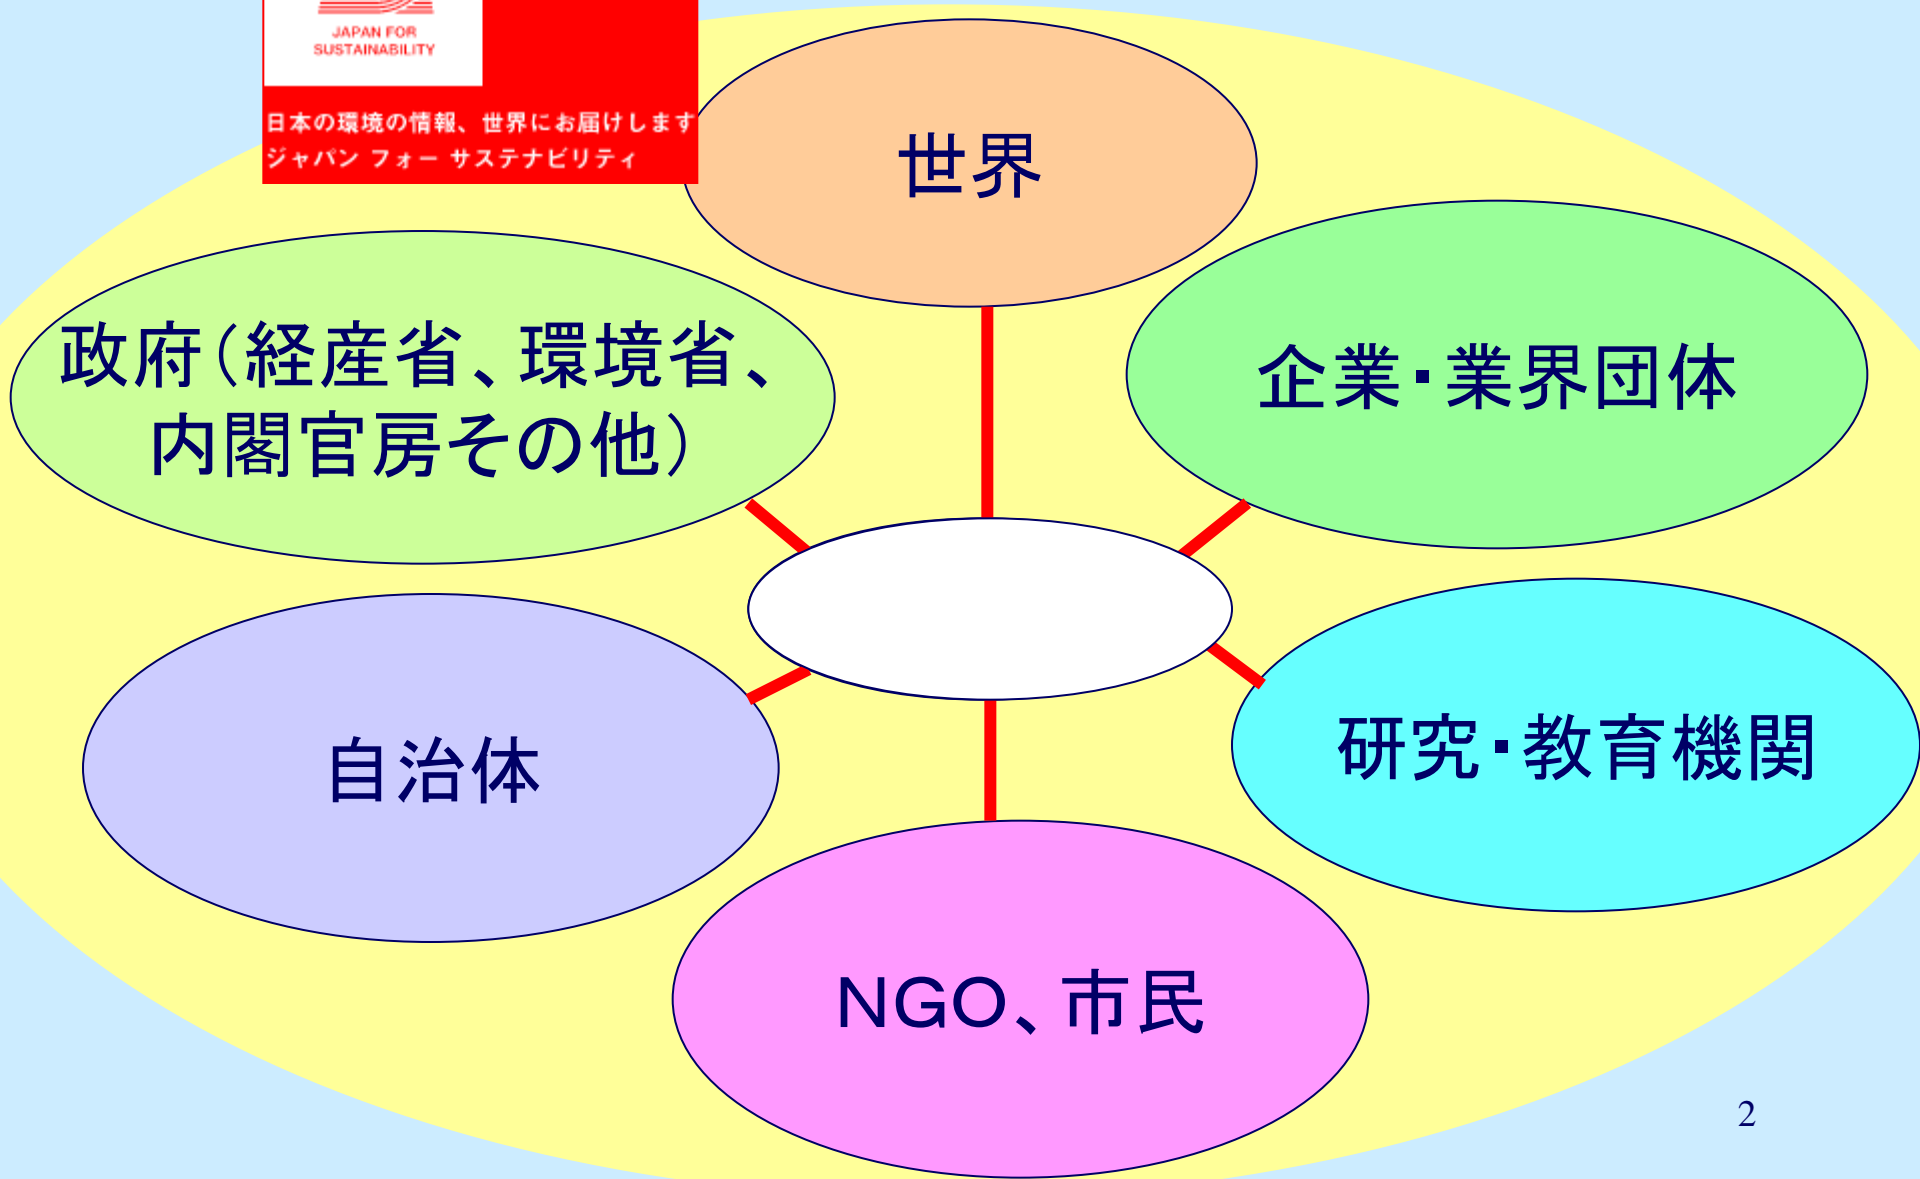 JAPAN FOR
SUSTAINABILITY
日本の環境の情報、世界にお届けします
ジャパン フォー サステナビリティ
世界
政府（経産省、環境省、
内閣官房その他）
企業・業界団体
自治体
研究・教育機関
NGO、市民
2